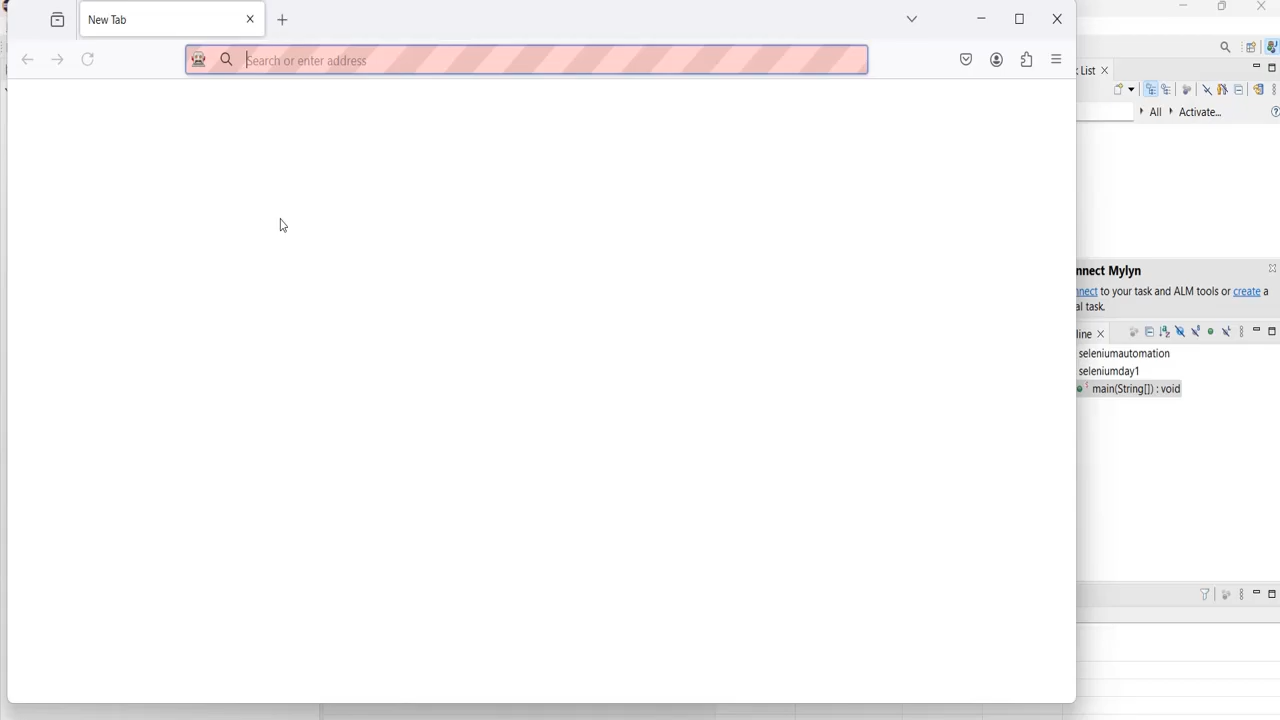 New Tab
Search or enter address
List
All
Activate...
nnect Mylyn
nnect to your task and ALM tools or create a
al task.
line
seleniumautomation
seleniumday1
main(String[]) : void